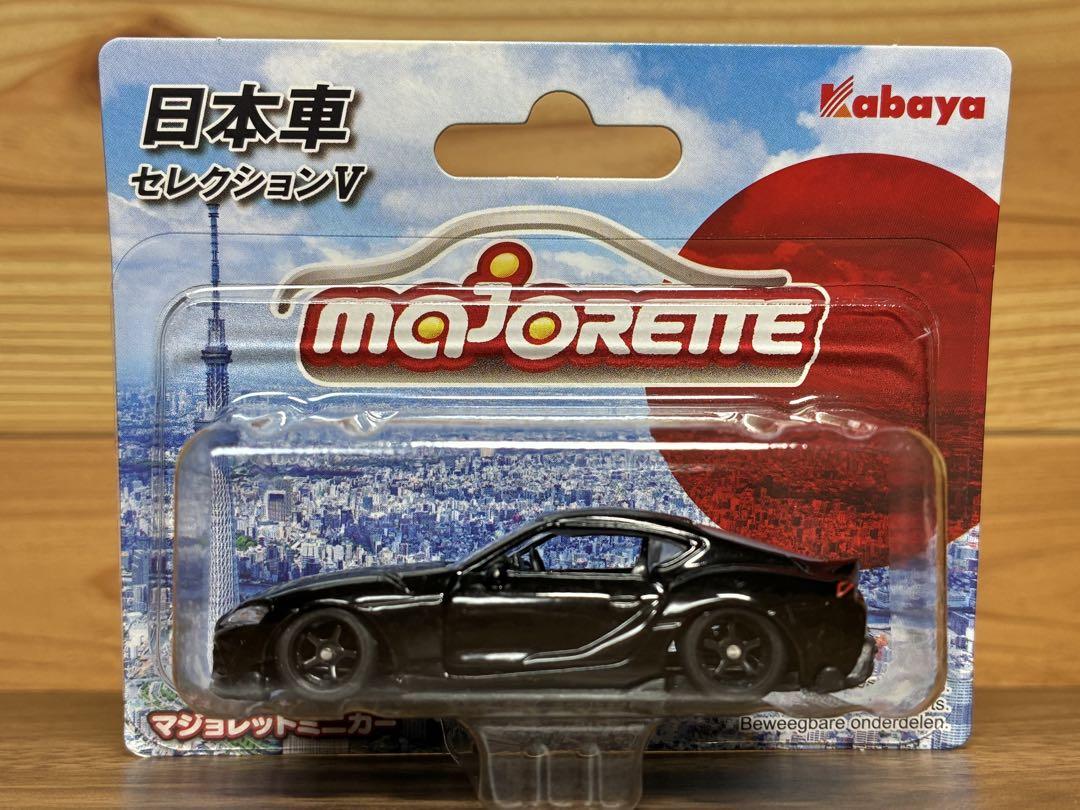 日本車
セレクションV
Kabaya
majorette
マジョレットミニカー
Beweegbare onderdelen.